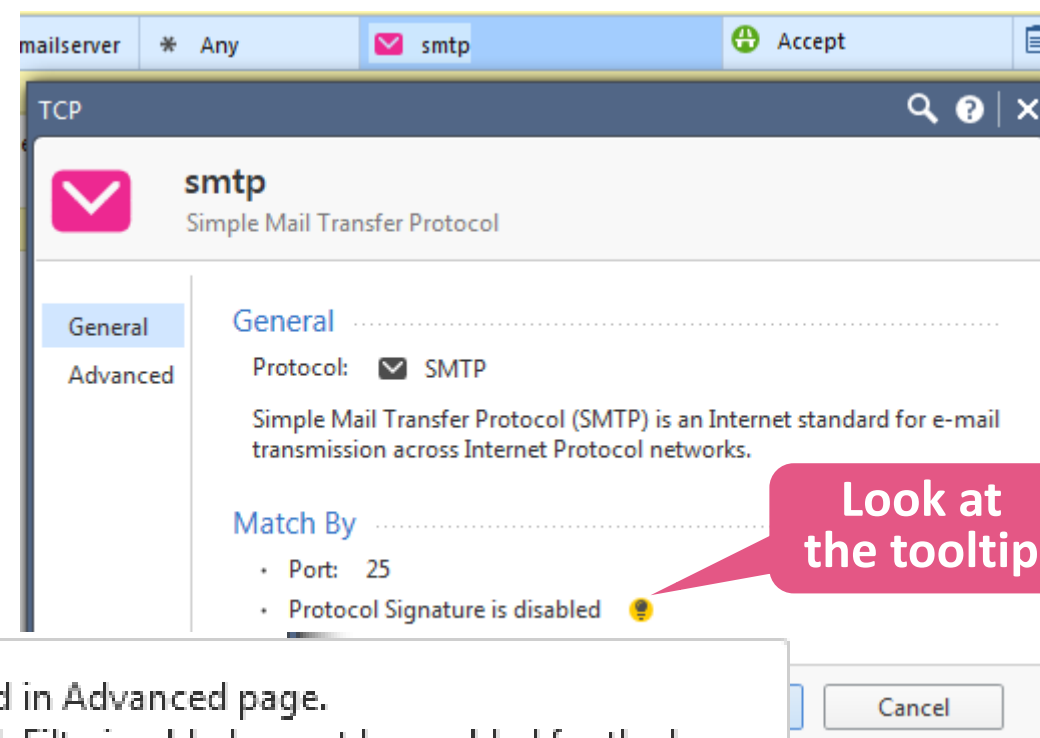 mailserver * Any smtp Accept
TCP
smtp
Simple Mail Transfer Protocol
General
Advanced
General
Protocol: SMTP
Simple Mail Transfer Protocol (SMTP) is an Internet standard for e-mail
transmission across Internet Protocol networks.
Match By
• Port: 25
• Protocol Signature is disabled
Look at
the tooltip
in Advanced page.
Cancel